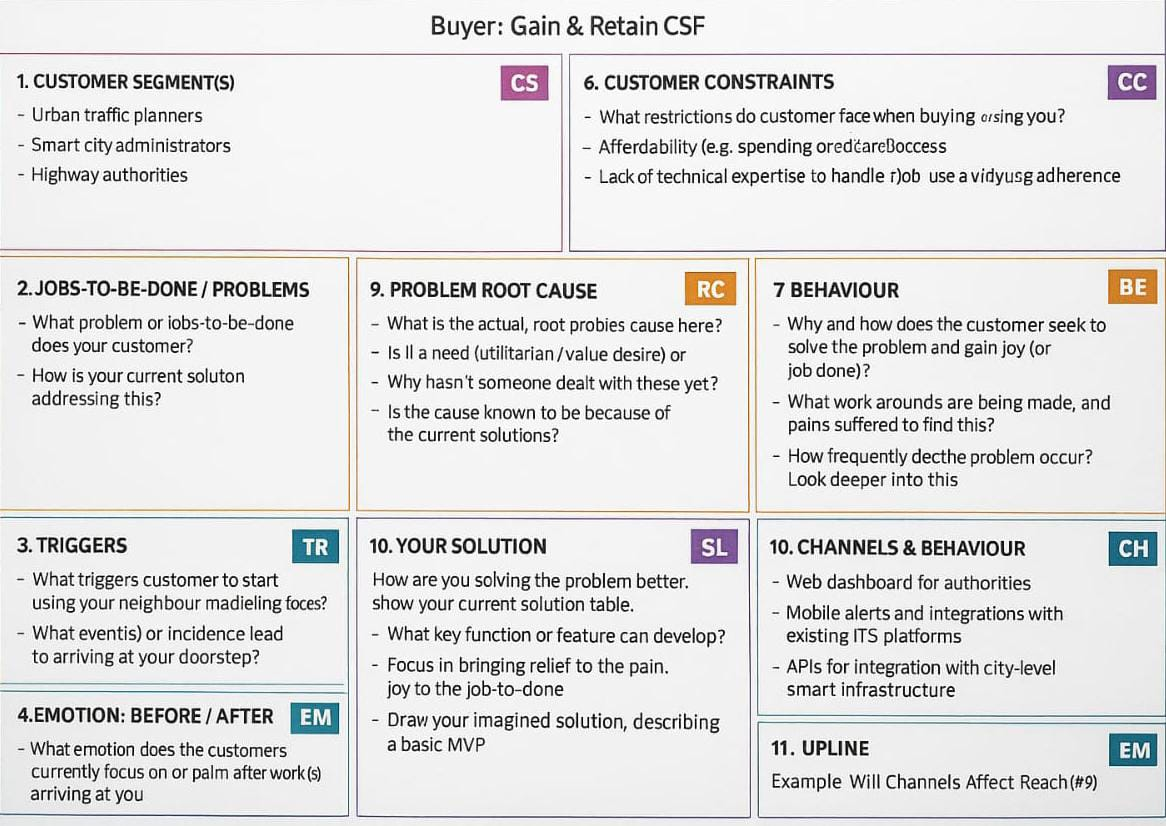 Buyer: Gain & Retain CSF
1. CUSTOMER SEGMENT(S)
CS
- Urban traffic planners
- Smart city administrators
- Highway authorities
6. CUSTOMER CONSTRAINTS
CC
- What restrictions do customer face when buying orsing you?
- Afferdability (e.g. spending
- Lack of technical expertise to handle use a adherence
2. JOBS-TO-BE-DONE / PROBLEMS
- What problem or iobs-to-be-done
does your customer?
- How is your current soluton
addressing this?
9. PROBLEM ROOT CAUSE
RC
- What is the actual, root probies cause here?
- Is Il a need (utilitarian / value desire) or
- Why hasn't someone dealt with these yet?
- Is the cause known to be because of
the current solutions?
7 BEHAVIOUR
BE
- Why and how does the customer seek to
solve the problem and gain joy (or
job done)?
- What work arounds are being made, and
pains suffered to find this?
- How frequently decthe problem occur?
Look deeper into this
3. TRIGGERS
TR
- What triggers customer to start
using your neighbour madieling foces?
- What eventis) or incidence lead
to arriving at your doorstep?
4.EMOTION: BEFORE / AFTER
EM
- What emotion does the customers
currently focus on or palm after work(s)
arriving at you
10. YOUR SOLUTION
SL
How are you solving the problem better.
show your current solution table.
- What key function or feature can develop?
- Focus in bringing relief to the pain.
joy to the job-to-done
- Draw your imagined solution, describing
a basic MVP
10. CHANNELS & BEHAVIOUR
CH
- Web dashboard for authorities
- Mobile alerts and integrations with
existing ITS platforms
- APIs for integration with city-level
smart infrastructure
11. UPLINE
EM
Example Will Channels Affect Reach (#9)